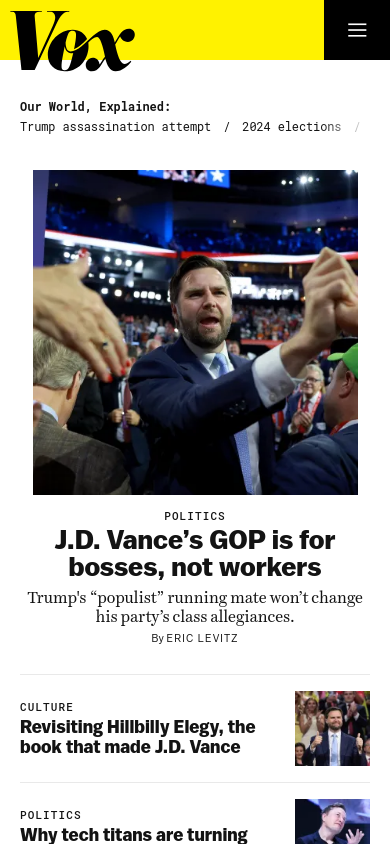 Vox
Our World, Explained:
Trump assassination attempt / 2024 elections /
POLITICS
J.D. Vance’s GOP is for
bosses, not workers
Trump's “populist” running mate won’t change
his party’s class allegiances.
By ERIC LEVITZ
CULTURE
Revisiting Hillbilly Elegy, the
book that made J.D. Vance
POLITICS
Why tech titans are turning